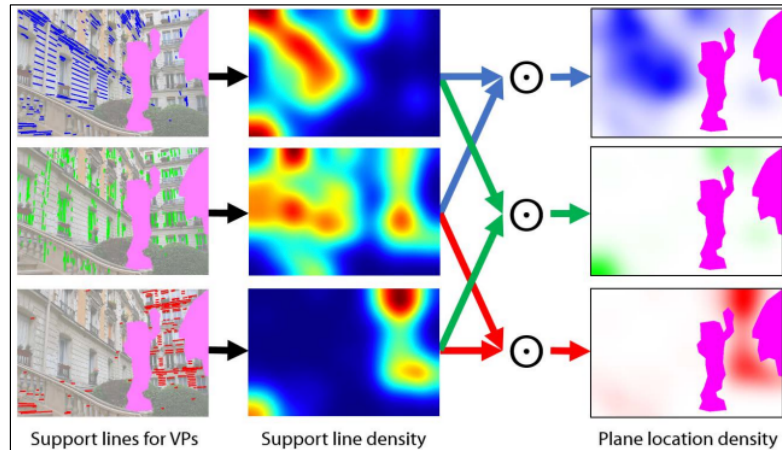 Support lines for VPs
Support line density
Plane location density